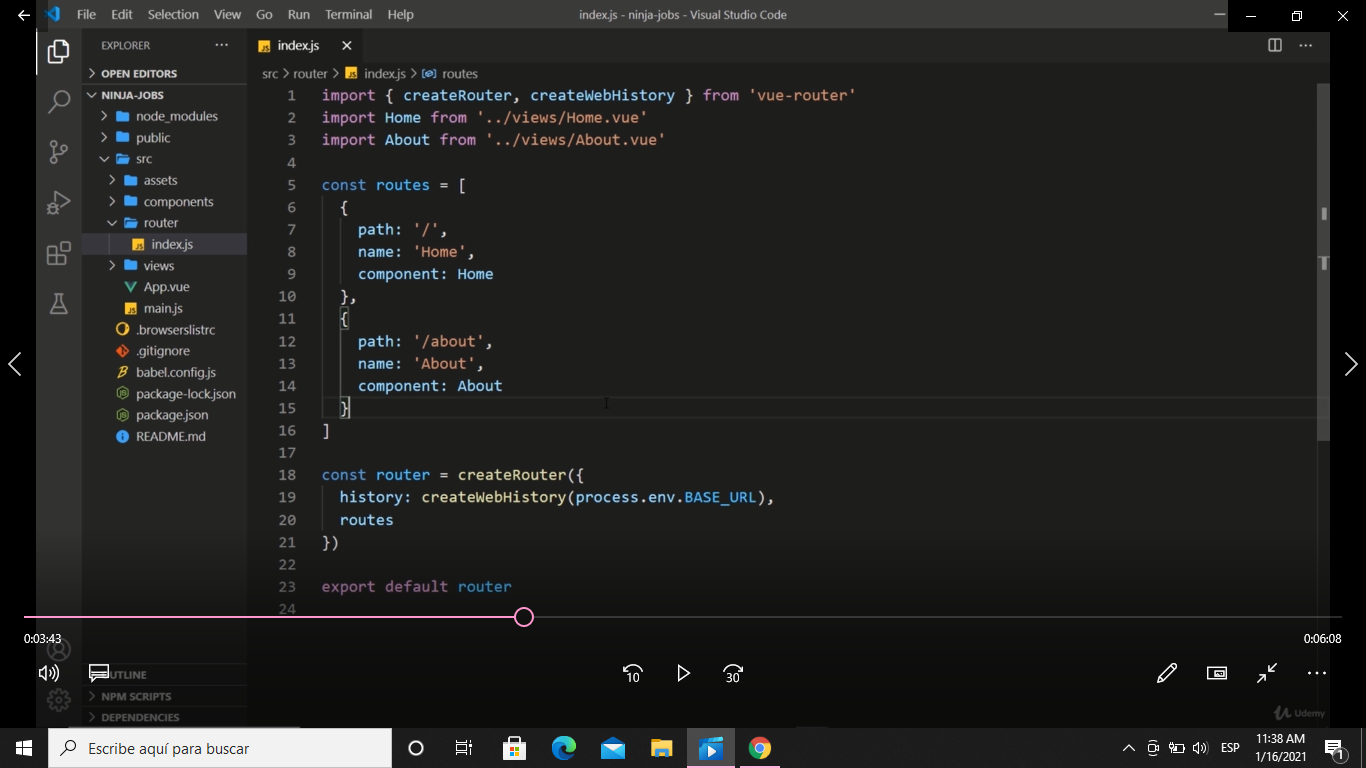 File Edit Selection View Go Run Terminal Help
index.js - ninja-jobs - Visual Studio Code
EXPLORER
OPEN EDITORS
NINJA-JOBS
node_modules
public
src
assets
components
router
index.js
views
App.vue
main.js
.browserslistrc
.gitignore
babel.config.js
package-lock.json
package.json
README.md
UTLINE
NPM SCRIPTS
DEPENDENCIES
index.js
src > router > index.js > routes
1 import { createRouter, createWebHistory } from 'vue-router'
2 import Home from '../views/Home.vue'
3 import About from '../views/About.vue'
4
5 const routes = [
6 {
7 path: '/',
8 name: 'Home',
9 component: Home
10 },
11 {
12 path: '/about',
13 name: 'About',
14 component: About
15 }
16 ]
17
18 const router = createRouter({
19 history: createWebHistory(process.env.BASE_URL),
20 routes
21 })
22
23 export default router
24
0:03:43
0:06:08
10
30
Udemy
Escribe aquí para buscar
ESP
11:38 AM
1/16/2021
1